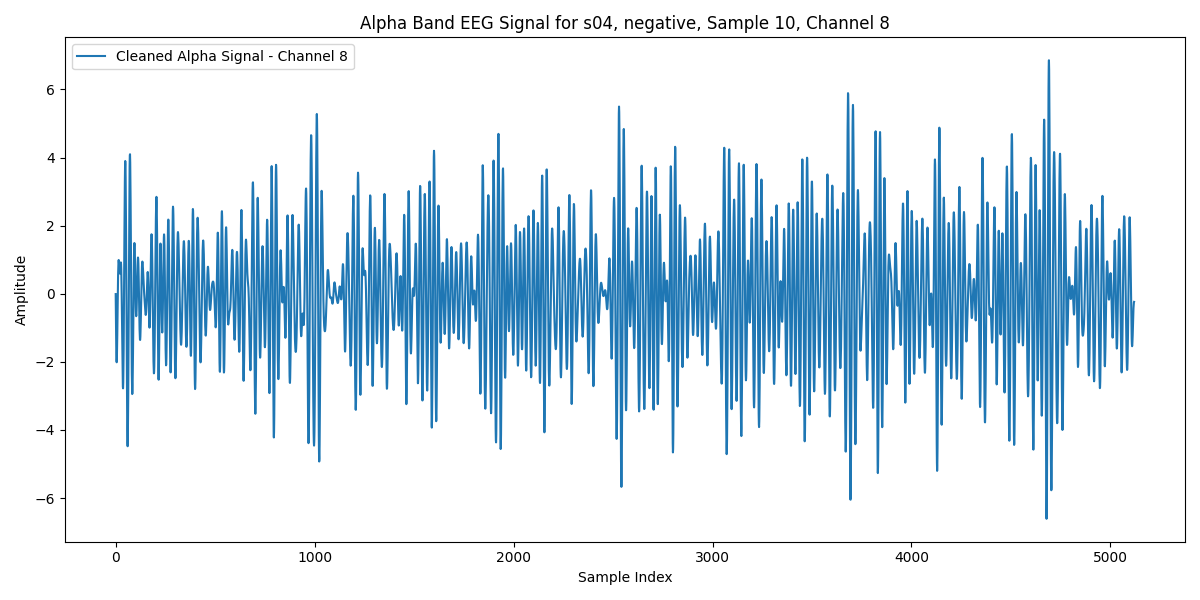 Alpha Band EEG Signal for s04, negative, Sample 10, Channel 8
Cleaned Alpha Signal - Channel 8
Amplitude
6
4
2
0
−2
−4
−6
0 1000 2000 3000 4000 5000
Sample Index